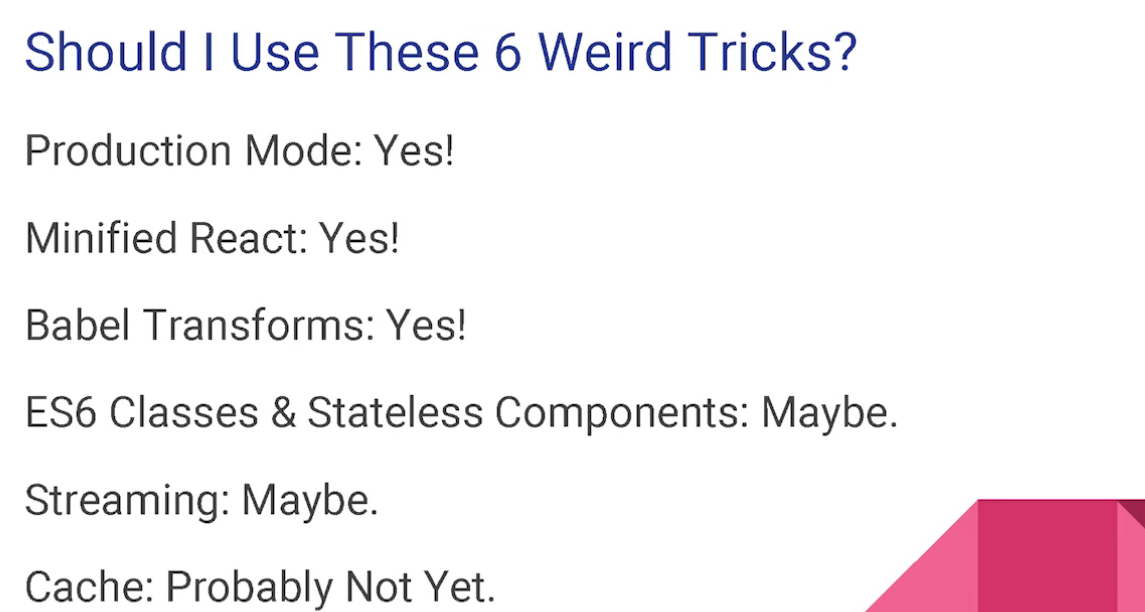 Should I Use These 6 Weird Tricks?
Production Mode: Yes!
Minified React: Yes!
Babel Transforms: Yes!
ES6 Classes & Stateless Components: Maybe.
Streaming: Maybe.
Cache: Probably Not Yet.